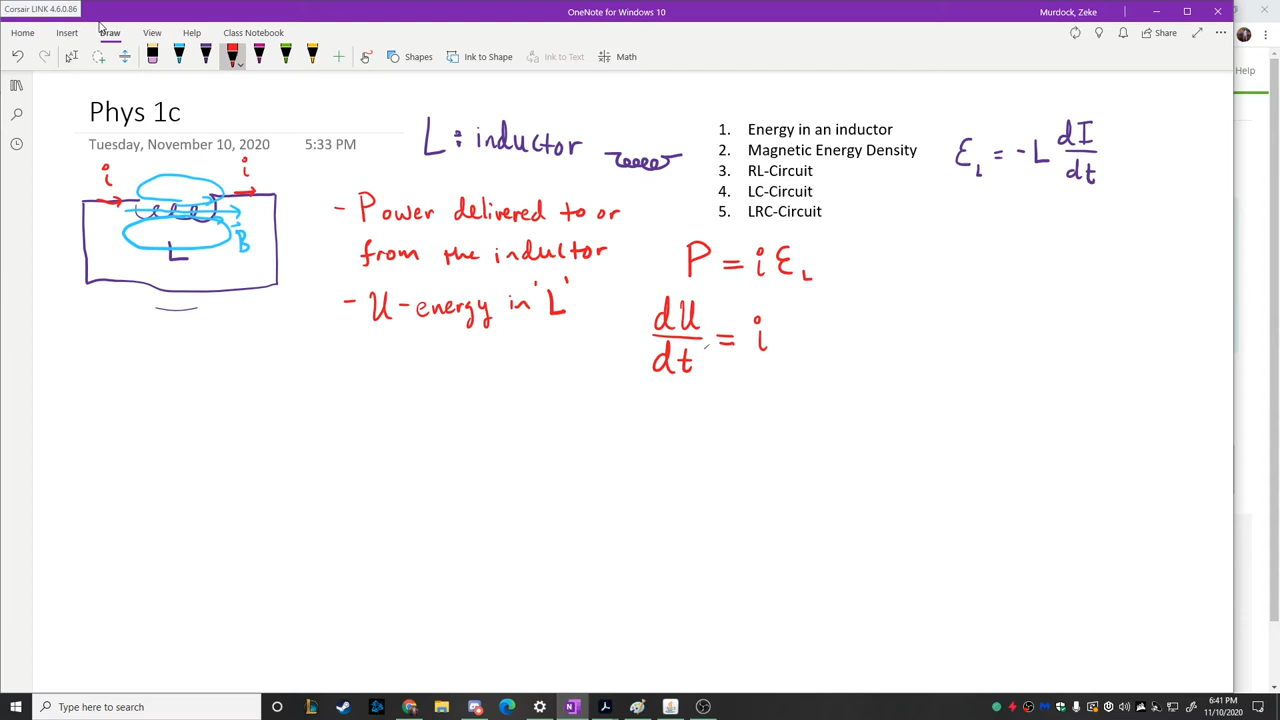 Corsair LINK 4.6.0.86
OneNote for Windows 10
Murdock, Zeke
Home Insert Draw View Help Class Notebook
Share
Shapes Ink to Shape Ink to Text Math
Help
Phys 1c
Tuesday, November 10, 2020 5:33 PM
L : inductor
1. Energy in an inductor
2. Magnetic Energy Density
3. RL-Circuit
4. LC-Circuit
5. LRC-Circuit
ℰ_L = -L dI/dt
i i
B⃗
L
- Power delivered to or
from the inductor
P = i ℰ_L
- U - energy in 'L'
dU/dt = i
Type here to search
6:41 PM
11/10/2020